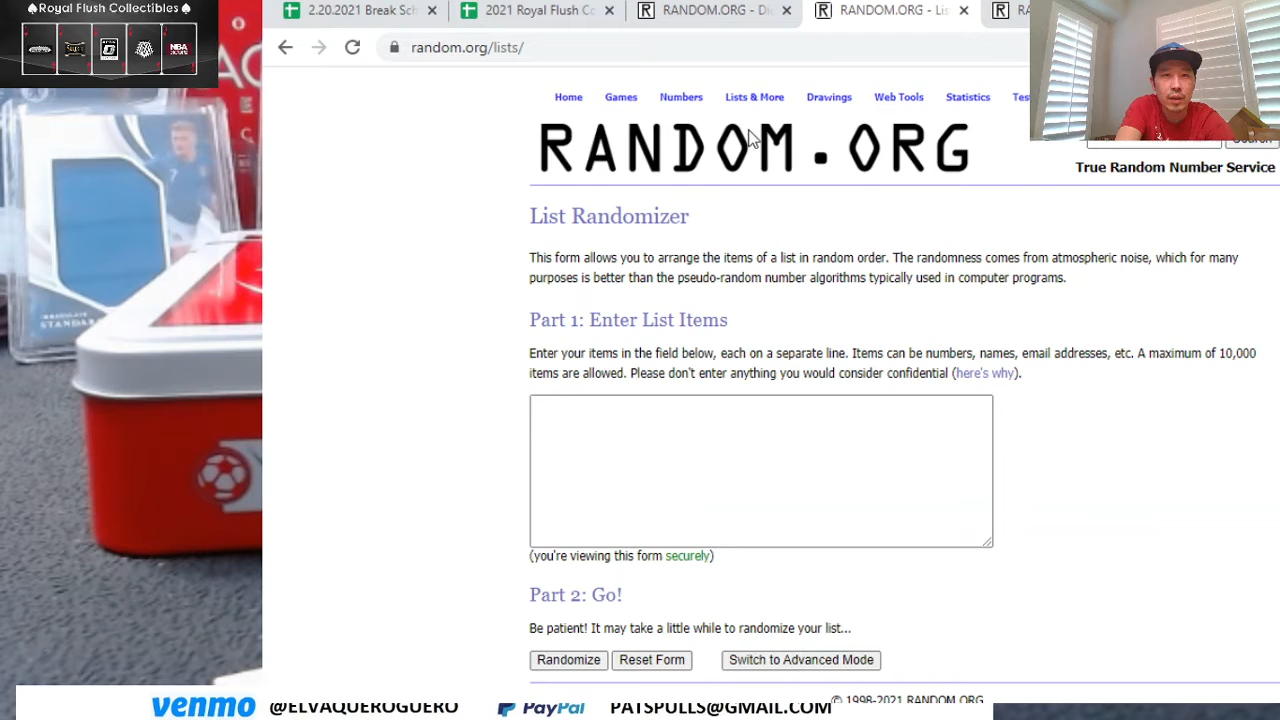 ♠Royal Flush Collectibles♠
2.20.2021 Break Sch
2021 Royal Flush Co
RANDOM.ORG - Di
RANDOM.ORG - Lis
random.org/lists/
Home Games Numbers Lists & More Drawings Web Tools Statistics
RANDOM.ORG
True Random Number Service
List Randomizer
This form allows you to arrange the items of a list in random order. The randomness comes from atmospheric noise, which for many
purposes is better than the pseudo-random number algorithms typically used in computer programs.
Part 1: Enter List Items
Enter your items in the field below, each on a separate line. Items can be numbers, names, email addresses, etc. A maximum of 10,000
items are allowed. Please don't enter anything you would consider confidential (here's why).
(you're viewing this form securely)
Part 2: Go!
Be patient! It may take a little while to randomize your list...
Randomize Reset Form Switch to Advanced Mode
© 1998-2021 RANDOM.ORG
venmo @ELVAQUEROGUERO PayPal PATSPULLS@GMAIL.COM